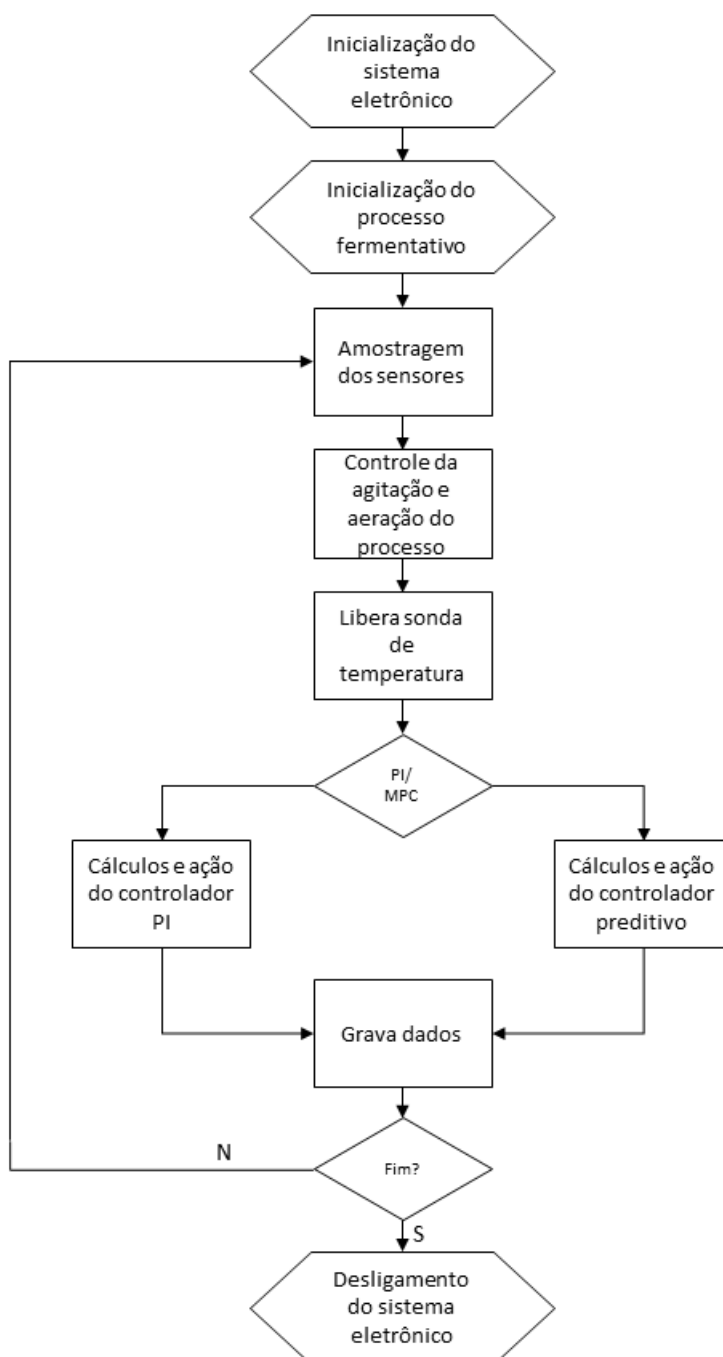 Inicialização do
sistema
eletrônico
Inicialização do
processo
fermentativo
Amostragem
dos sensores
Controle da
agitação e
aeração do
processo
Libera sonda
de
temperatura
PI/
MPC
Cálculos e ação
do controlador
PI
Cálculos e ação
do controlador
preditivo
Grava dados
N
Fim?
S
Desligamento
do sistema
eletrônico